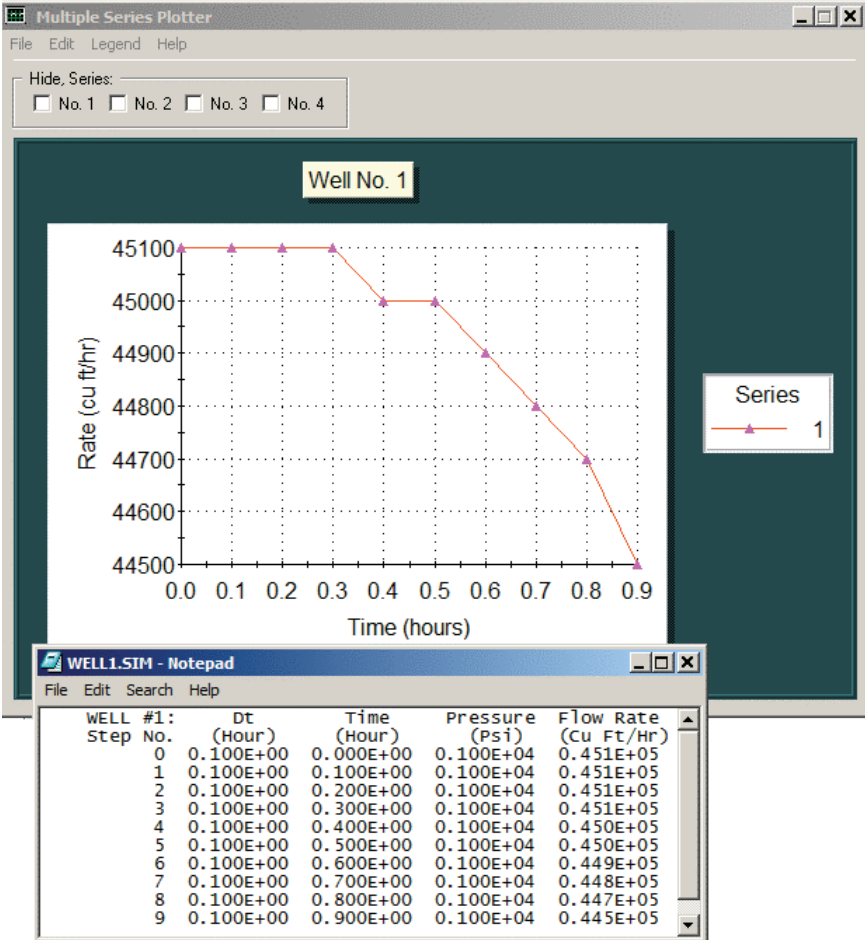 Multiple Series Plotter
File Edit Legend Help
Hide, Series:
No. 1 No. 2 No. 3 No. 4
Well No. 1
45100
45000
44900
44800
44700
44600
44500
Rate (cu ft/hr)
0.0 0.1 0.2 0.3 0.4 0.5 0.6 0.7 0.8 0.9
Time (hours)
Series
1
WELL1.SIM - Notepad
File Edit Search Help
WELL #1: Dt Time Pressure Flow Rate
Step No. (Hour) (Hour) (Psi) (Cu Ft/Hr)
0 0.100E+00 0.000E+00 0.100E+04 0.451E+05
1 0.100E+00 0.100E+00 0.100E+04 0.451E+05
2 0.100E+00 0.200E+00 0.100E+04 0.451E+05
3 0.100E+00 0.300E+00 0.100E+04 0.451E+05
4 0.100E+00 0.400E+00 0.100E+04 0.450E+05
5 0.100E+00 0.500E+00 0.100E+04 0.450E+05
6 0.100E+00 0.600E+00 0.100E+04 0.449E+05
7 0.100E+00 0.700E+00 0.100E+04 0.448E+05
8 0.100E+00 0.800E+00 0.100E+04 0.447E+05
9 0.100E+00 0.900E+00 0.100E+04 0.445E+05